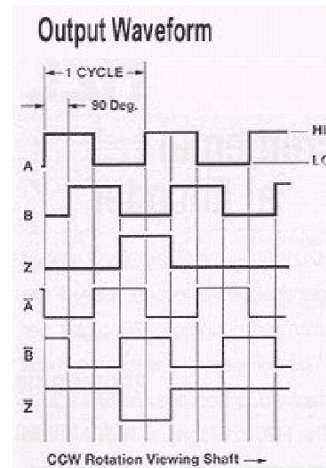 Output Waveform
1 CYCLE
90 Deg.
HI
A
LO
B
Z
A̅
B̅
Z̅
CCW Rotation Viewing Shaft